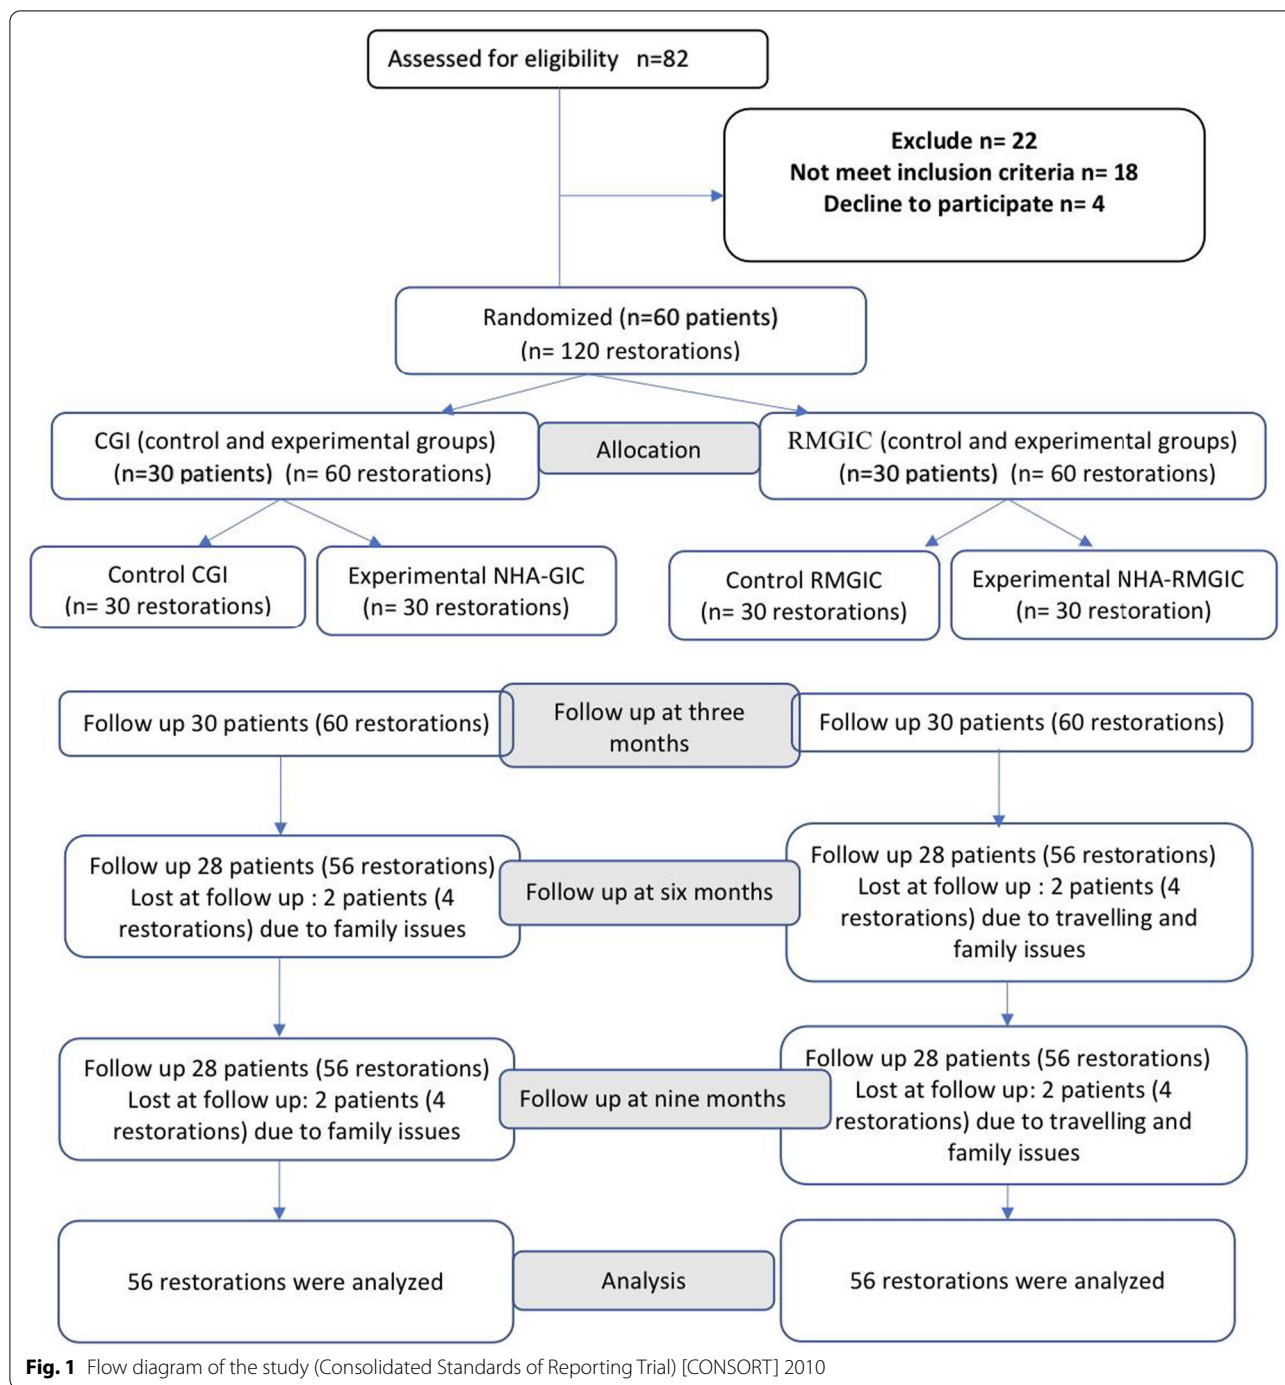 Assessed for eligibility n=82
Exclude n= 22
Not meet inclusion criteria n= 18
Decline to participate n= 4
Randomized (n=60 patients)
(n= 120 restorations)
CGI (control and experimental groups)
(n=30 patients) (n= 60 restorations)
Allocation
RMGIC (control and experimental groups)
(n=30 patients) (n= 60 restorations)
Control CGI
(n= 30 restorations)
Experimental NHA-GIC
(n= 30 restorations)
Control RMGIC
(n= 30 restorations)
Experimental NHA-RMGIC
(n= 30 restoration)
Follow up 30 patients (60 restorations)
Follow up at three
months
Follow up 30 patients (60 restorations)
Follow up 28 patients (56 restorations)
Lost at follow up : 2 patients (4
restorations) due to family issues
Follow up at six months
Follow up 28 patients (56 restorations)
Lost at follow up : 2 patients (4
restorations) due to travelling and
family issues
Follow up 28 patients (56 restorations)
Lost at follow up: 2 patients (4
restorations) due to family issues
Follow up at nine months
Follow up 28 patients (56 restorations)
Lost at follow up: 2 patients (4
restorations) due to travelling and
family issues
56 restorations were analyzed
Analysis
56 restorations were analyzed
Fig. 1 Flow diagram of the study (Consolidated Standards of Reporting Trial) [CONSORT] 2010